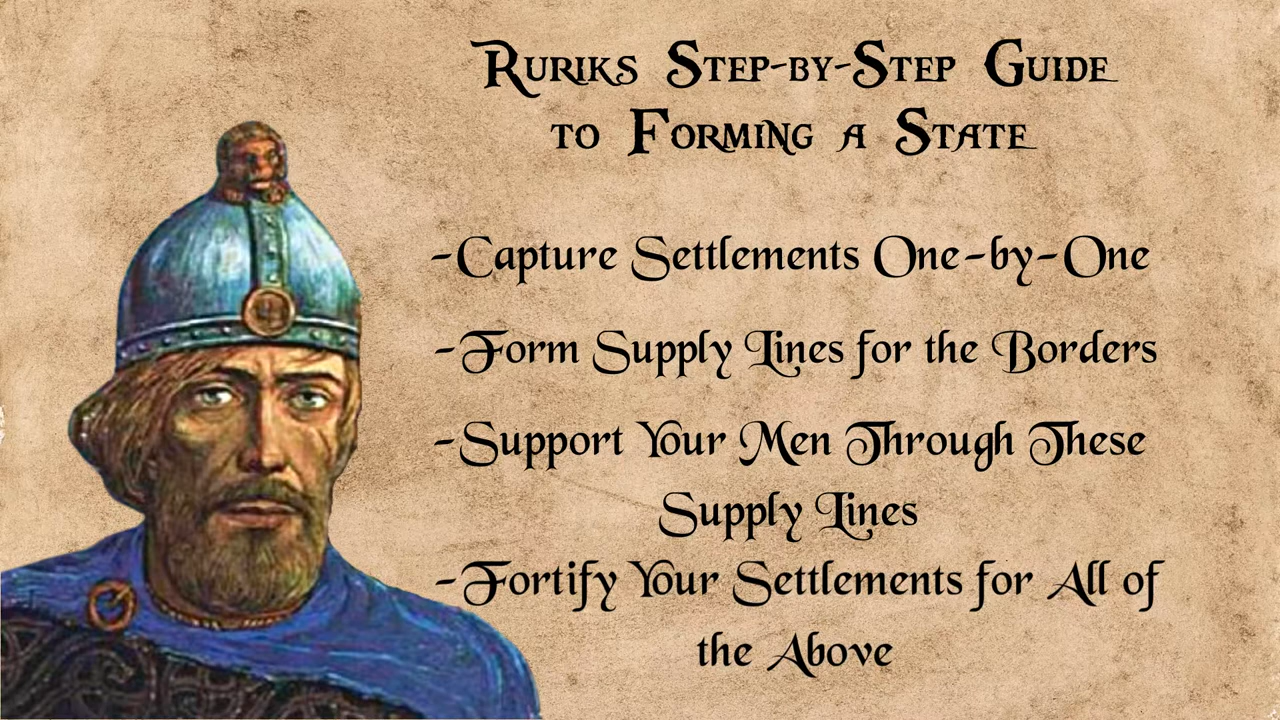 Ruriks Step-by-Step Guide
to Forming a State
-Capture Settlements One-by-One
-Form Supply Lines for the Borders
-Support Your Men Through These
Supply Lines
-Fortify Your Settlements for All of
the Above